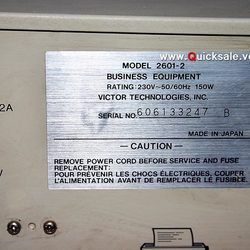 www.Quicksale.ve
MODEL 2601-2
BUSINESS EQUIPMENT
RATING: 230V~50/60Hz 150W
VICTOR TECHNOLOGIES, INC.
SERIAL NO. 606133247 B
MADE IN JAPAN
2A
—CAUTION—
REMOVE POWER CORD BEFORE SERVICE AND FUSE
REPLACEMENT:
POUR PRÉVENIR LES CHOCS ÉLECTRIQUES, COUPER
L'ALIMENTATION AVANT DE REMPLACER LE FUSIBLE.